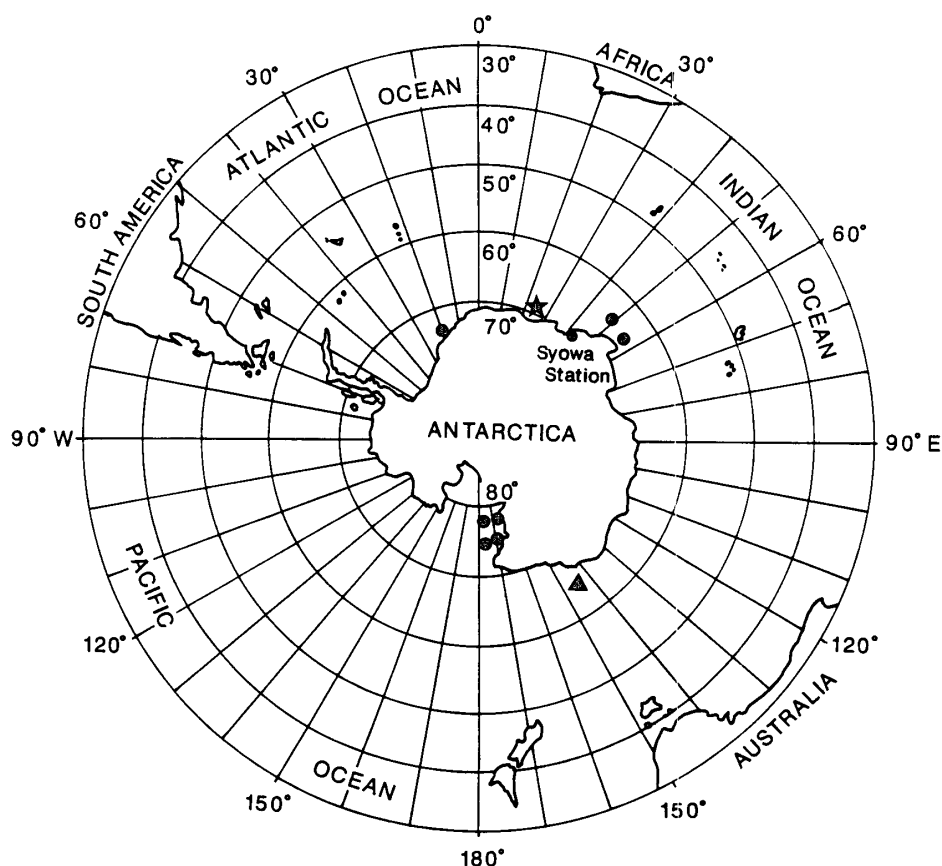 0°
30°
30°
AFRICA
30°
OCEAN
ATLANTIC
40°
50°
INDIAN
SOUTH AMERICA
60°
60°
60°
OCEAN
70°
Syowa
Station
90° W
ANTARCTICA
90° E
80°
PACIFIC
120°
120°
AUSTRALIA
OCEAN
150°
150°
180°